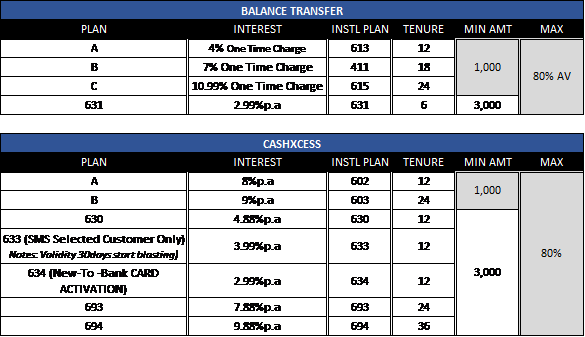 BALANCE TRANSFER
PLAN INTEREST INSTL PLAN TENURE MIN AMT MAX
A 4% One Time Charge 613 12
B 7% One Time Charge 411 18 1,000
C 10.99% One Time Charge 615 24 80% AV
631 2.99%p.a 631 6 3,000
CASHXCESS
PLAN INTEREST INSTL PLAN TENURE MIN AMT MAX
A 8%p.a 602 12
B 9%p.a 603 24 1,000
630 4.88%p.a 630 12
633 (SMS Selected Customer Only)
Notes: Validity 30days start blasting) 3.99%p.a 633 12
634 (New-To -Bank CARD
ACTIVATION) 2.99%p.a 634 12 3,000 80%
693 7.88%p.a 693 24
694 9.88%p.a 694 36